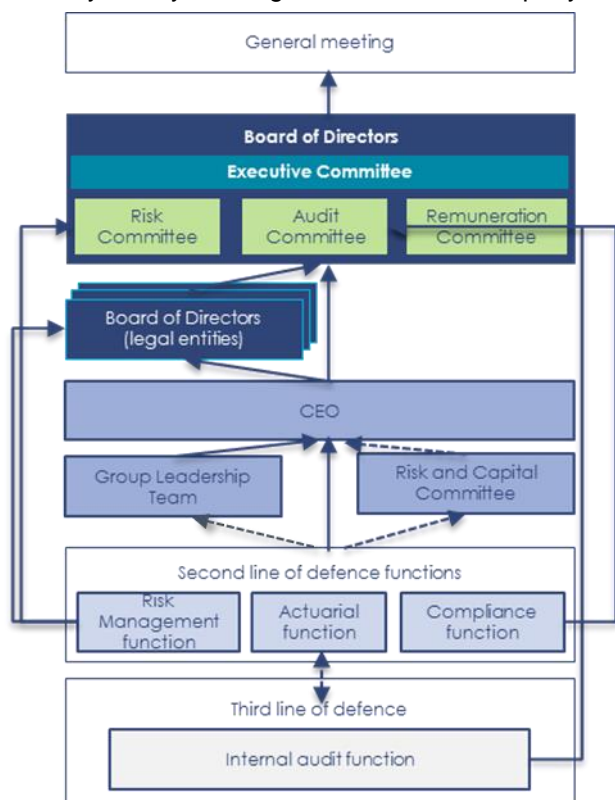 General meeting
Board of Directors
Executive Committee
Risk
Committee
Audit
Committee
Remuneration
Committee
Board of Directors
(legal entities)
CEO
Group Leadership
Team
Risk and Capital
Committee
Second line of defence functions
Risk
Management
function
Actuarial
function
Compliance
function
Third line of defence
Internal audit function